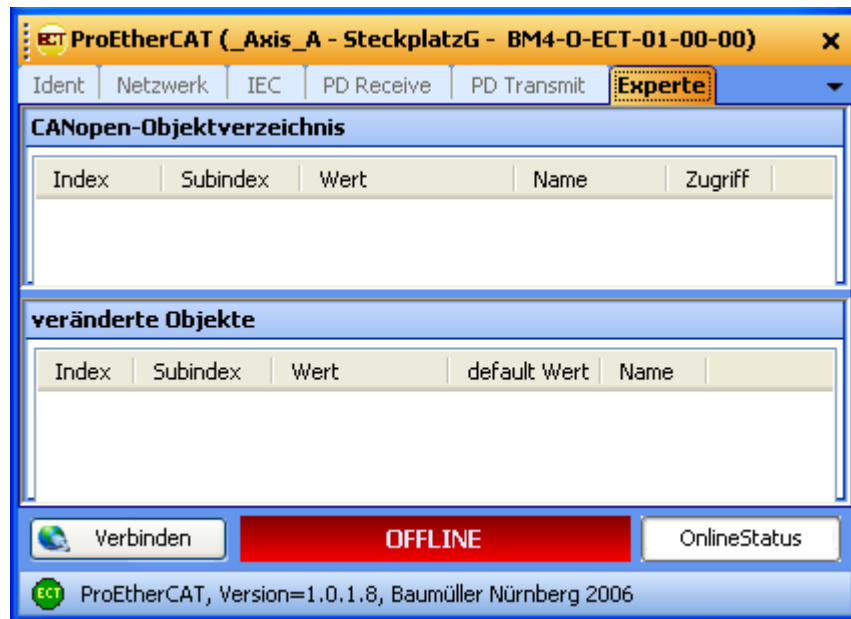 ECT ProEtherCAT (_Axis_A - SteckplatzG - BM4-O-ECT-01-00-00)
Ident Netzwerk IEC PD Receive PD Transmit Experte
CANopen-Objektverzeichnis
Index Subindex Wert Name Zugriff
veränderte Objekte
Index Subindex Wert default Wert Name
Verbinden OFFLINE OnlineStatus
ECT ProEtherCAT, Version=1.0.1.8, Baumüller Nürnberg 2006